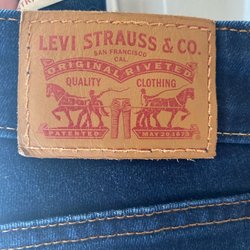 LEVI STRAUSS & CO.
SAN FRANCISCO
CAL
ORIGINAL RIVETED
QUALITY CLOTHING
PATENTED MAY 20 1873